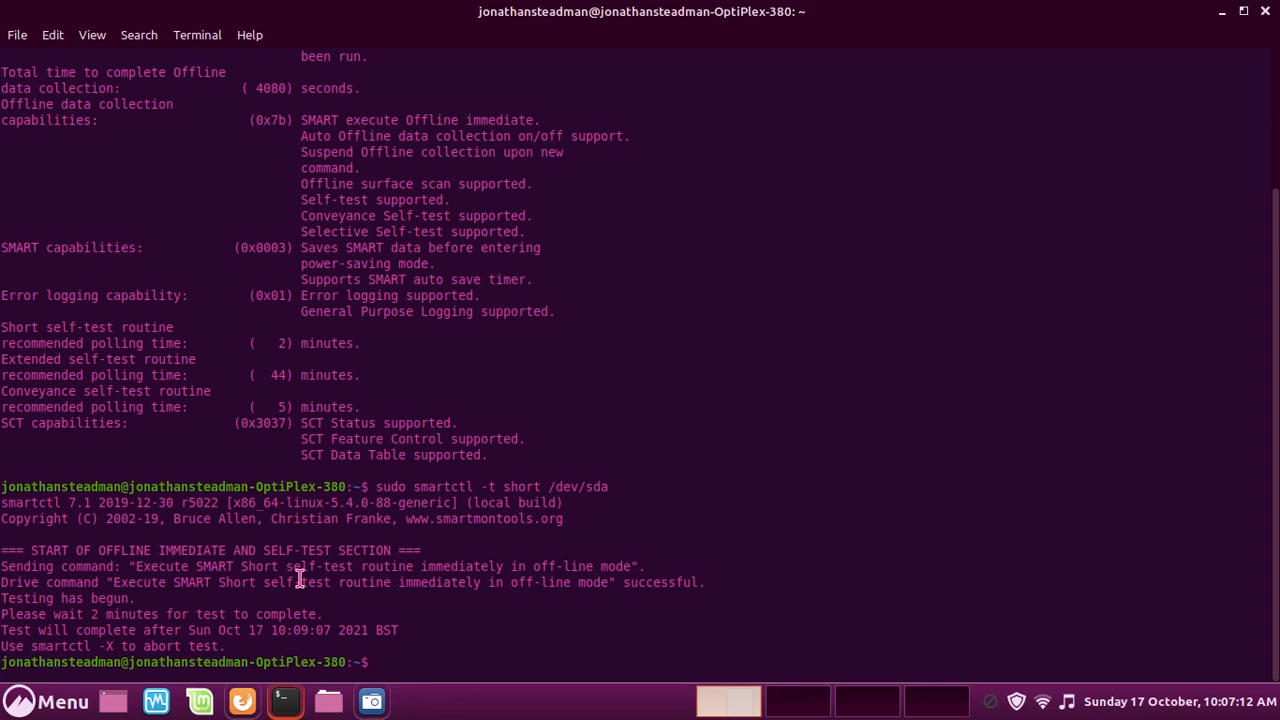 jonathansteadman@jonathansteadman-OptiPlex-380: ~
File Edit View Search Terminal Help
been run.
Total time to complete Offline
data collection: ( 4080) seconds.
Offline data collection
capabilities: (0x7b) SMART execute Offline immediate.
Auto Offline data collection on/off support.
Suspend Offline collection upon new
command.
Offline surface scan supported.
Self-test supported.
Conveyance Self-test supported.
Selective Self-test supported.
SMART capabilities: (0x0003) Saves SMART data before entering
power-saving mode.
Supports SMART auto save timer.
Error logging capability: (0x01) Error logging supported.
General Purpose Logging supported.
Short self-test routine
recommended polling time: ( 2) minutes.
Extended self-test routine
recommended polling time: ( 44) minutes.
Conveyance self-test routine
recommended polling time: ( 5) minutes.
SCT capabilities: (0x3037) SCT Status supported.
SCT Feature Control supported.
SCT Data Table supported.
jonathansteadman@jonathansteadman-OptiPlex-380:~$ sudo smartctl -t short /dev/sda
smartctl 7.1 2019-12-30 r5022 [x86_64-linux-5.4.0-88-generic] (local build)
Copyright (C) 2002-19, Bruce Allen, Christian Franke, www.smartmontools.org
=== START OF OFFLINE IMMEDIATE AND SELF-TEST SECTION ===
Sending command: "Execute SMART Short self-test routine immediately in off-line mode".
Drive command "Execute SMART Short self-test routine immediately in off-line mode" successful.
Testing has begun.
Please wait 2 minutes for test to complete.
Test will complete after Sun Oct 17 10:09:07 2021 BST
Use smartctl -X to abort test.
jonathansteadman@jonathansteadman-OptiPlex-380:~$
Menu Sunday 17 October, 10:07:12 AM